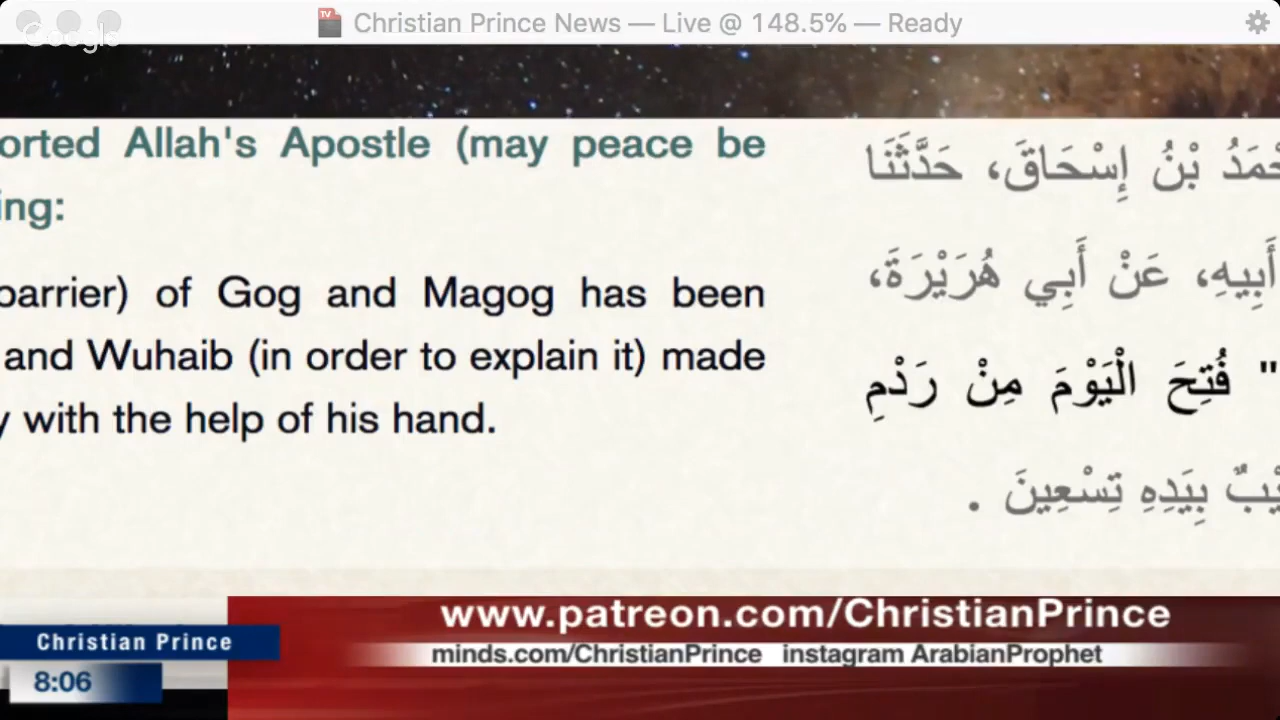 Google
TV
Christian Prince News — Live @ 148.5% — Ready
orted Allah's Apostle (may peace be
ing:
barrier) of Gog and Magog has been
and Wuhaib (in order to explain it) made
y with the help of his hand.
حْمَدُ بْنُ إِسْحَاقَ، حَدَّثَنَا
أَبِيهِ، عَنْ أَبِي هُرَيْرَةَ،
" فُتِحَ الْيَوْمَ مِنْ رَدْمِ
يْبٌ بِيَدِهِ تِسْعِينَ .
www.patreon.com/ChristianPrince
Christian Prince
minds.com/ChristianPrince instagram ArabianProphet
8:06